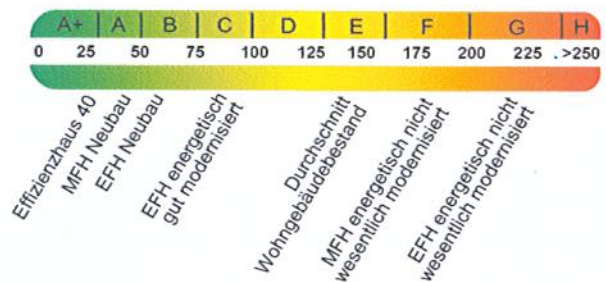 A+ A B C D E F G H
0 25 50 75 100 125 150 175 200 225 .>250
Effizienzhaus 40
MFH Neubau
EFH Neubau
EFH energetisch
gut modernisiert
Durchschnitt
Wohngebäudebestand
MFH energetisch nicht
wesentlich modernisiert
EFH energetisch nicht
wesentlich modernisiert